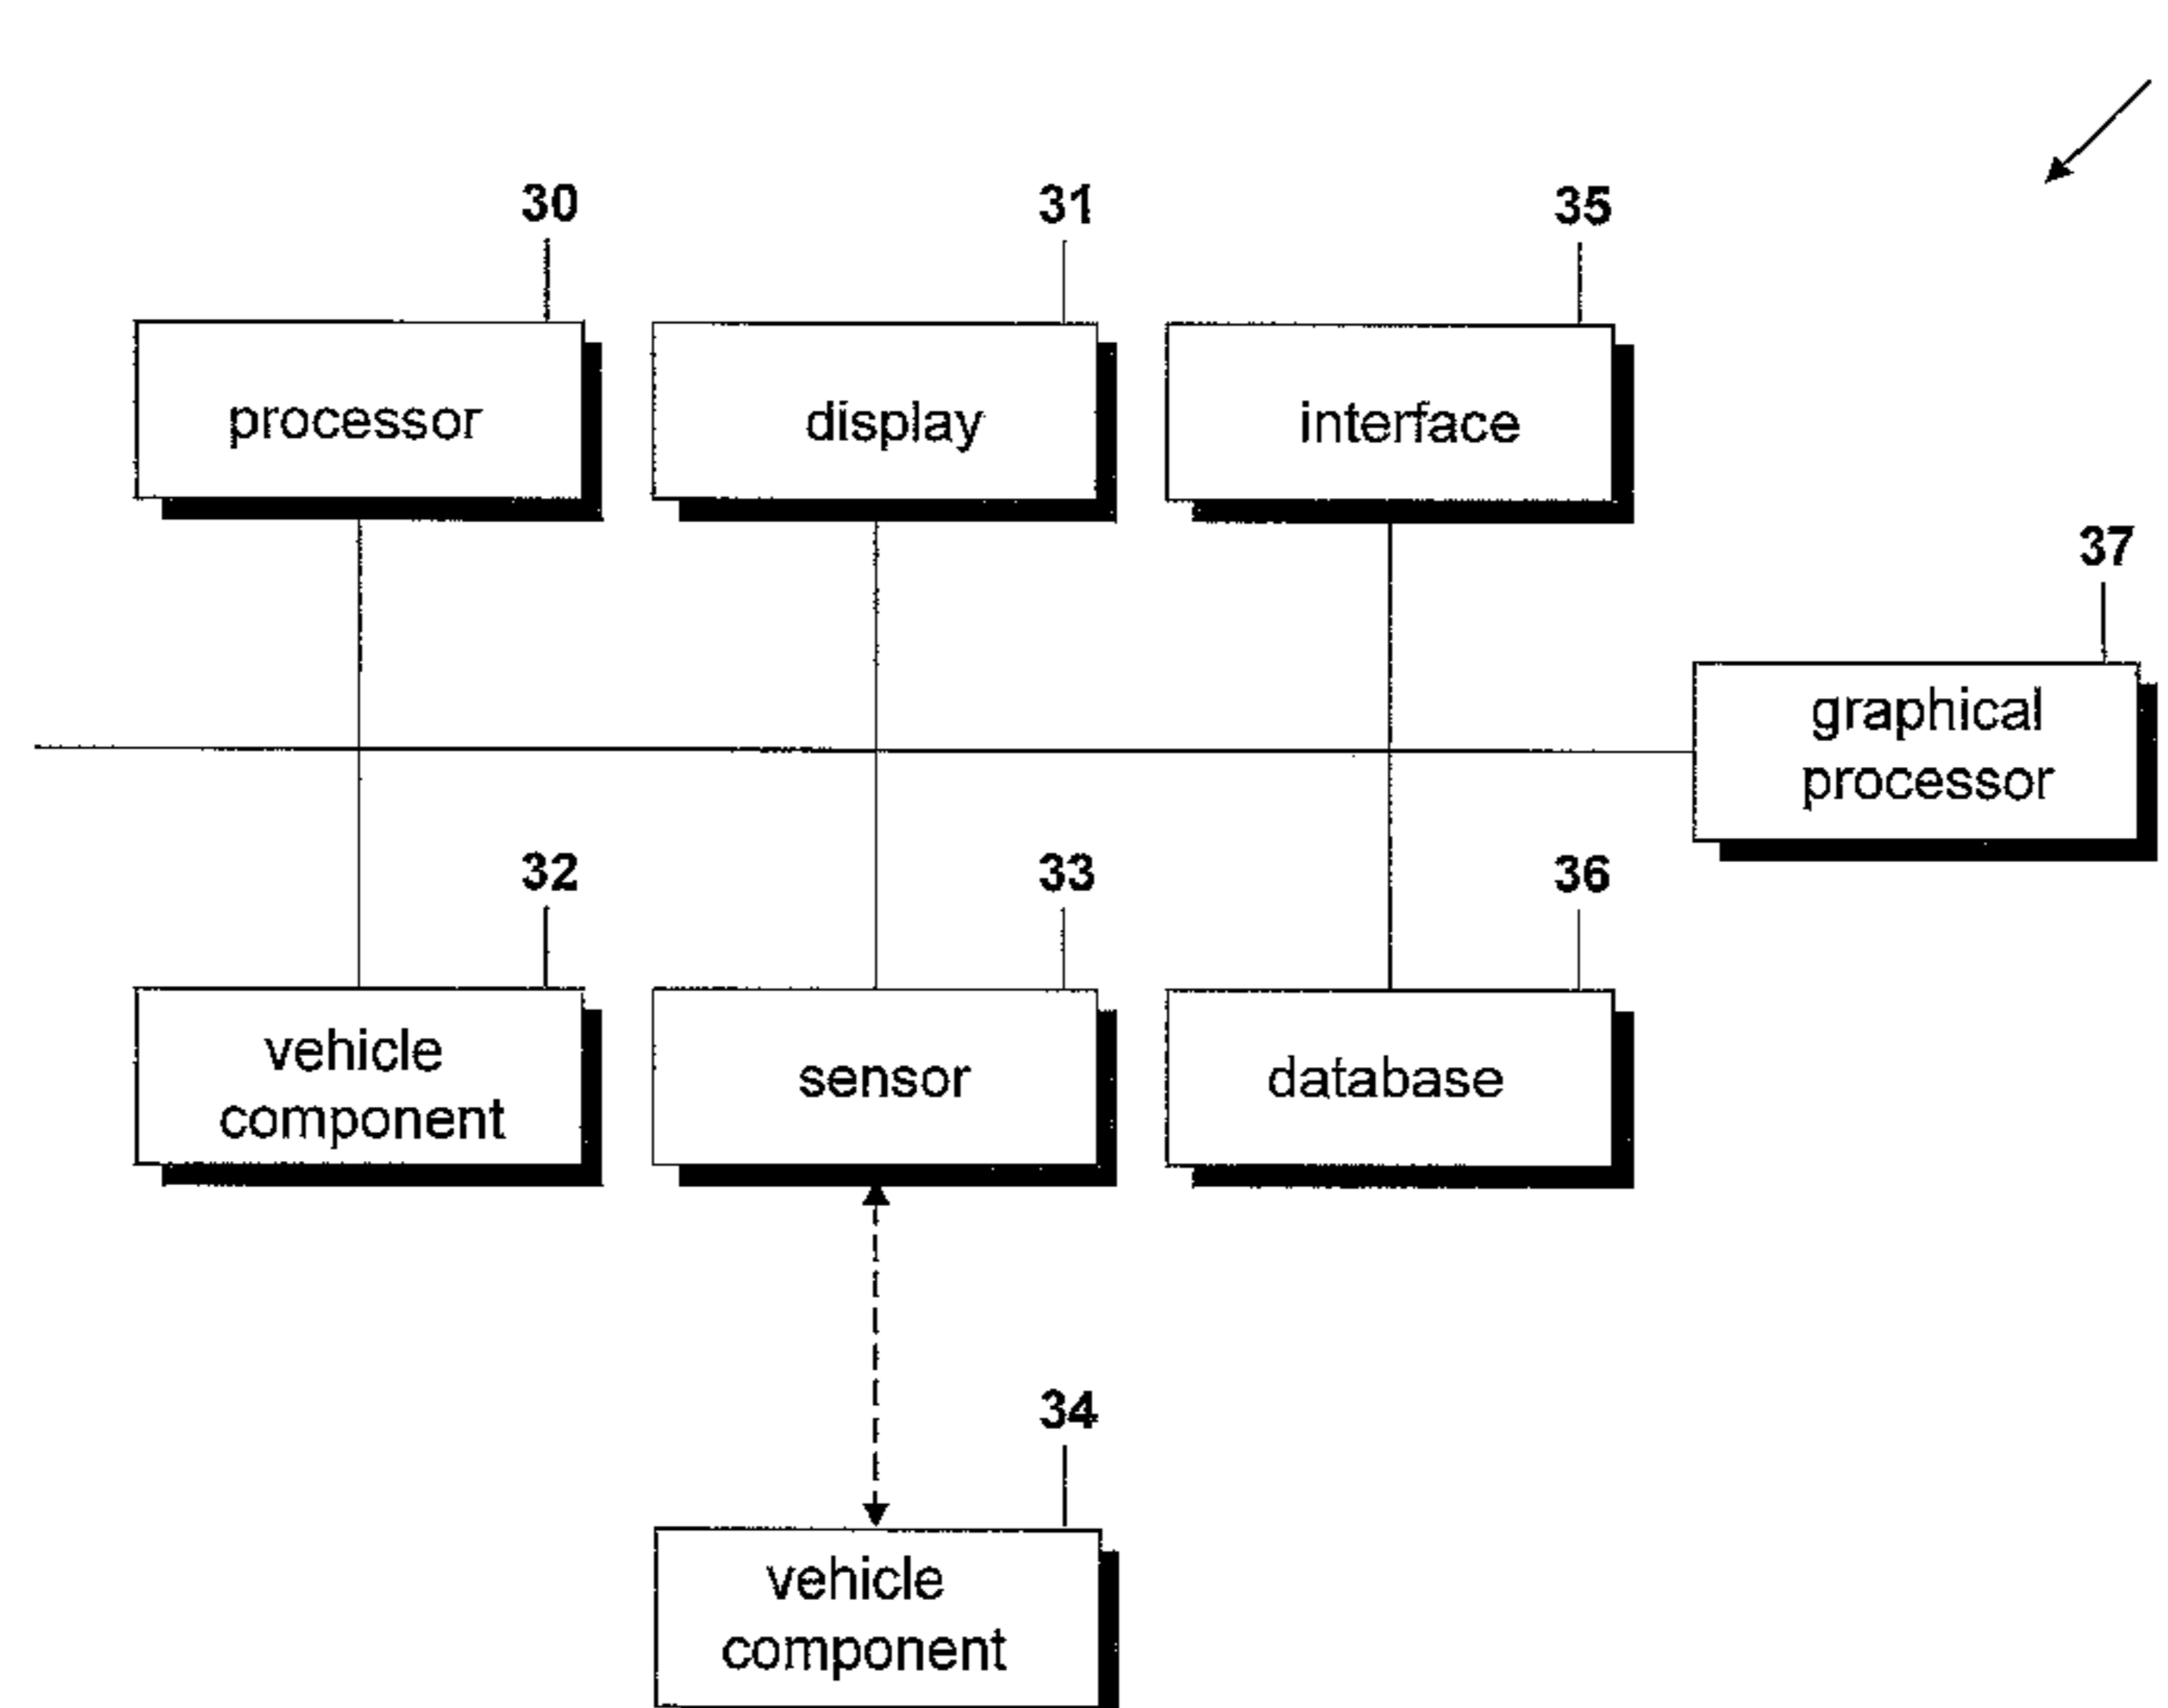 30
31
35
processor
display
interface
37
graphical
processor
32
33
36
vehicle
component
sensor
database
34
vehicle
component